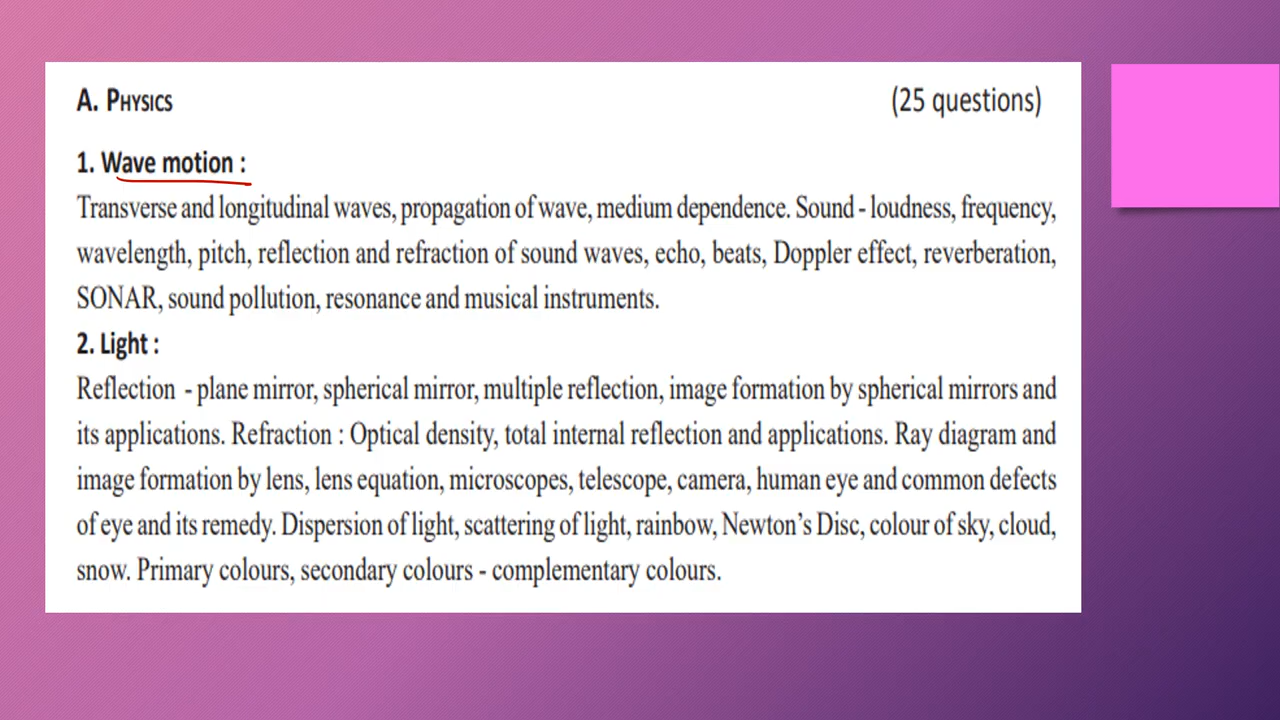 A. PHYSICS (25 questions)
1. Wave motion :
Transverse and longitudinal waves, propagation of wave, medium dependence. Sound - loudness, frequency,
wavelength, pitch, reflection and refraction of sound waves, echo, beats, Doppler effect, reverberation,
SONAR, sound pollution, resonance and musical instruments.
2. Light :
Reflection - plane mirror, spherical mirror, multiple reflection, image formation by spherical mirrors and
its applications. Refraction : Optical density, total internal reflection and applications. Ray diagram and
image formation by lens, lens equation, microscopes, telescope, camera, human eye and common defects
of eye and its remedy. Dispersion of light, scattering of light, rainbow, Newton's Disc, colour of sky, cloud,
snow. Primary colours, secondary colours - complementary colours.